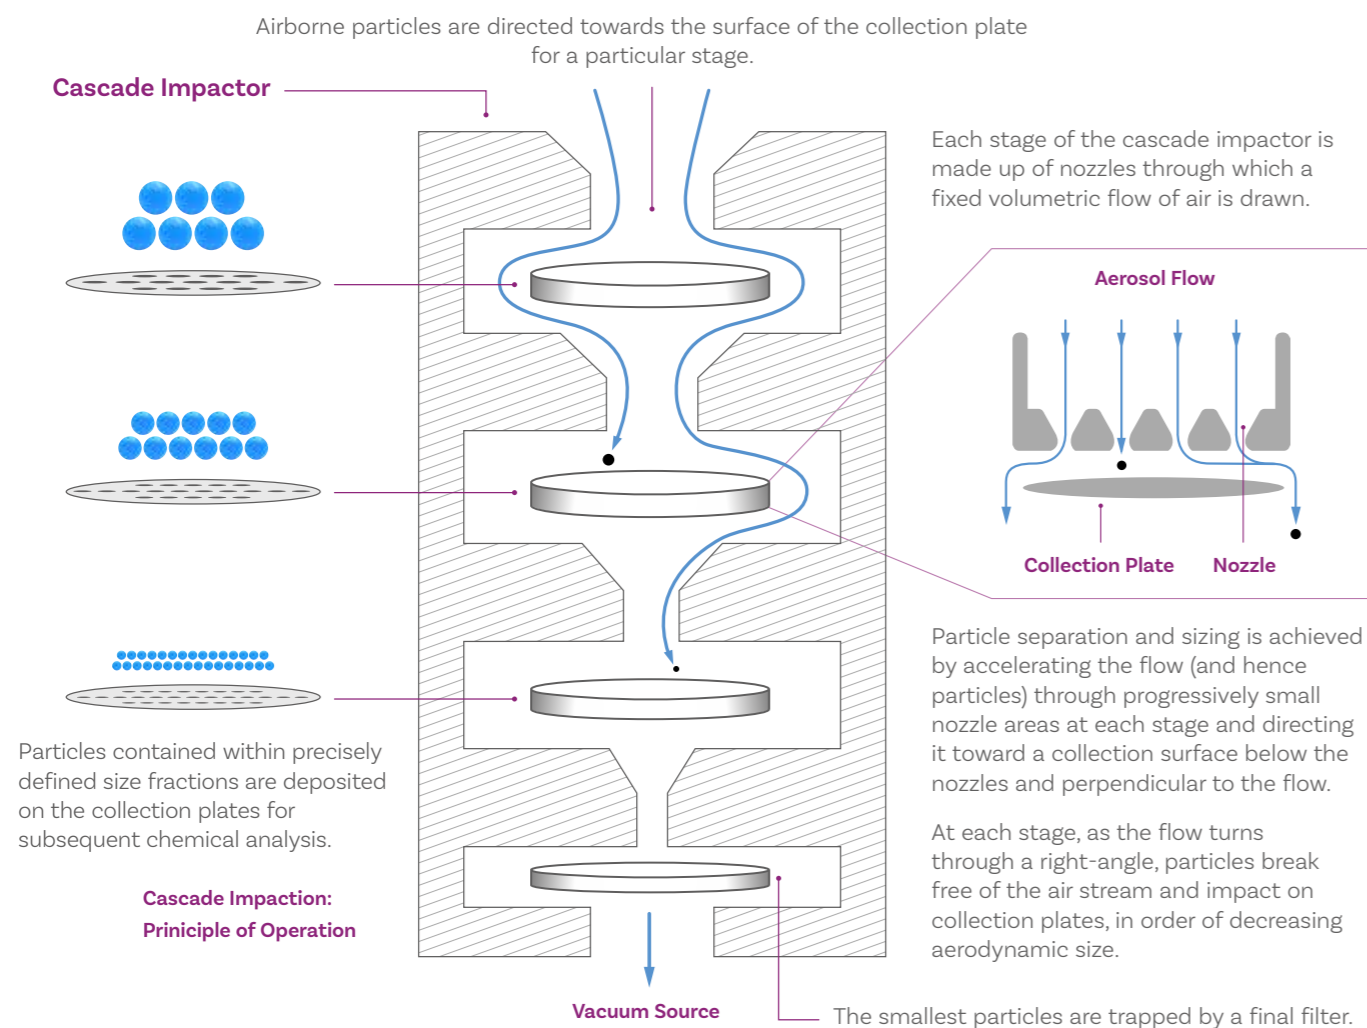 Airborne particles are directed towards the surface of the collection plate
for a particular stage.
Cascade Impactor
Each stage of the cascade impactor is
made up of nozzles through which a
fixed volumetric flow of air is drawn.
Aerosol Flow
Collection Plate
Nozzle
Particle separation and sizing is achieved
by accelerating the flow (and hence
particles) through progressively small
nozzle areas at each stage and directing
it toward a collection surface below the
nozzles and perpendicular to the flow.
At each stage, as the flow turns
through a right-angle, particles break
free of the air stream and impact on
collection plates, in order of decreasing
aerodynamic size.
Particles contained within precisely
defined size fractions are deposited
on the collection plates for
subsequent chemical analysis.
Cascade Impaction:
Priniciple of Operation
Vacuum Source
The smallest particles are trapped by a final filter.